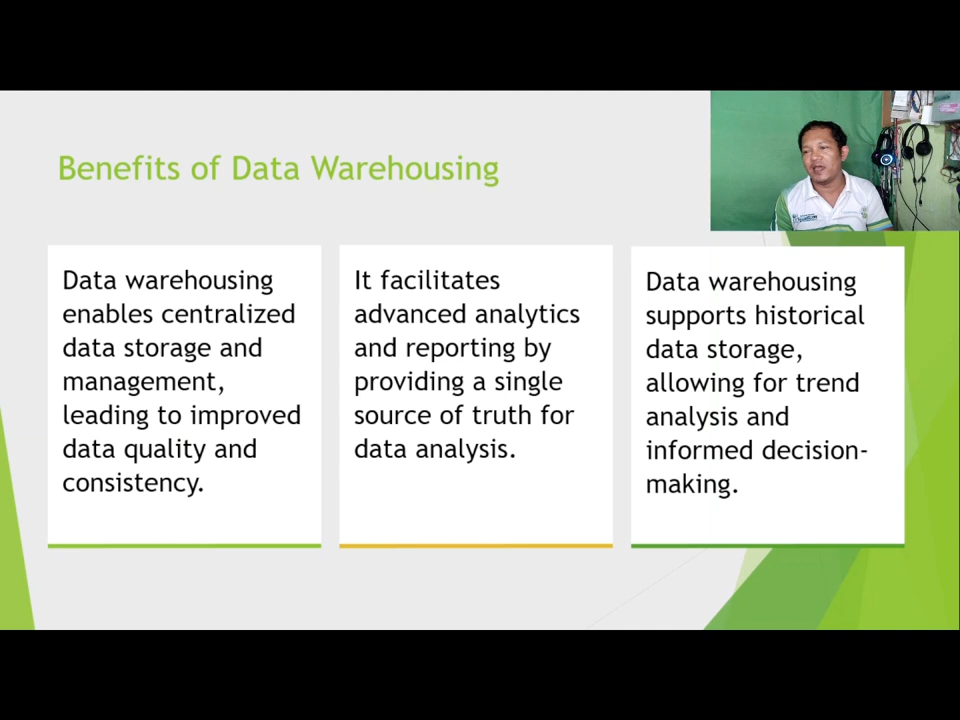 Benefits of Data Warehousing
Data warehousing
enables centralized
data storage and
management,
leading to improved
data quality and
consistency.
It facilitates
advanced analytics
and reporting by
providing a single
source of truth for
data analysis.
Data warehousing
supports historical
data storage,
allowing for trend
analysis and
informed decision-
making.